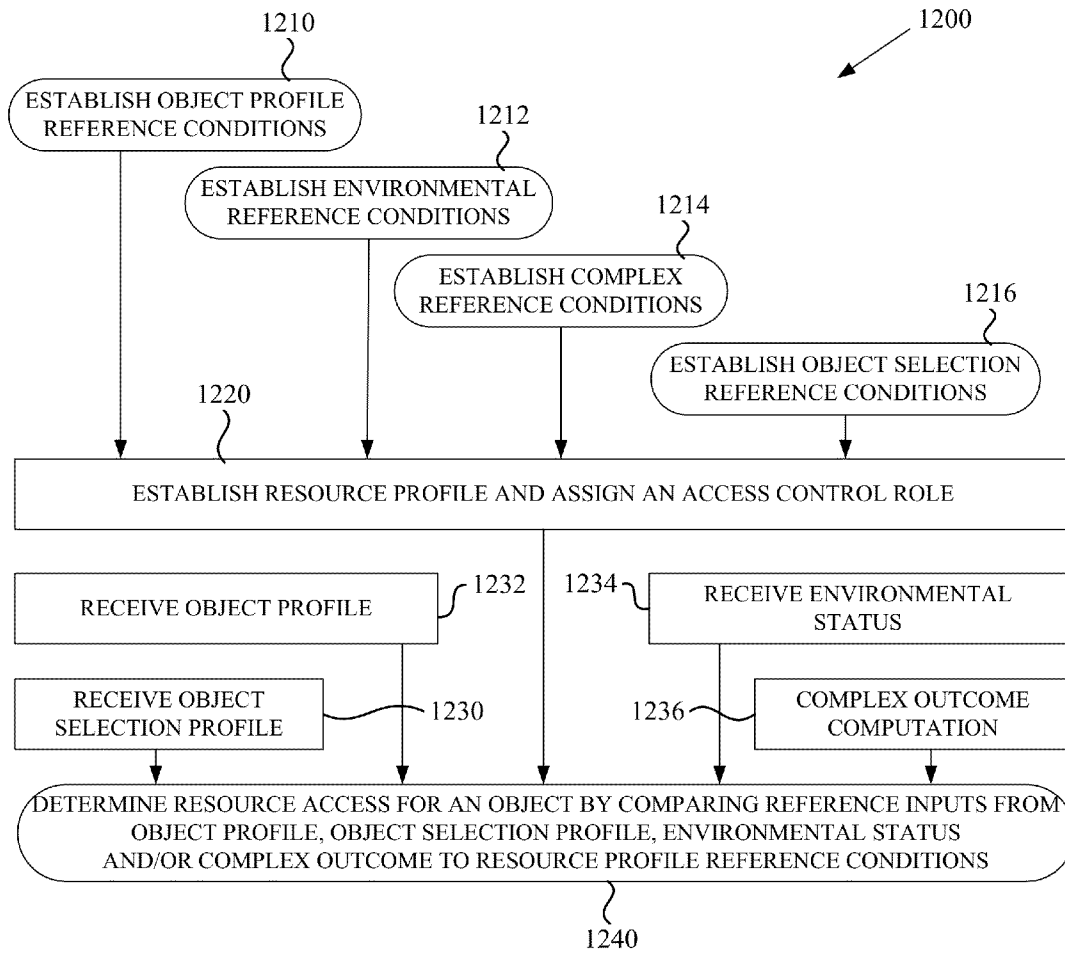 1200
1210
ESTABLISH OBJECT PROFILE
REFERENCE CONDITIONS
1212
ESTABLISH ENVIRONMENTAL
REFERENCE CONDITIONS
1214
ESTABLISH COMPLEX
REFERENCE CONDITIONS
1216
ESTABLISH OBJECT SELECTION
REFERENCE CONDITIONS
1220
ESTABLISH RESOURCE PROFILE AND ASSIGN AN ACCESS CONTROL ROLE
RECEIVE OBJECT PROFILE
1232
1234
RECEIVE ENVIRONMENTAL
STATUS
RECEIVE OBJECT
SELECTION PROFILE
1230
1236
COMPLEX OUTCOME
COMPUTATION
DETERMINE RESOURCE ACCESS FOR AN OBJECT BY COMPARING REFERENCE INPUTS FROM
OBJECT PROFILE, OBJECT SELECTION PROFILE, ENVIRONMENTAL STATUS
AND/OR COMPLEX OUTCOME TO RESOURCE PROFILE REFERENCE CONDITIONS
1240